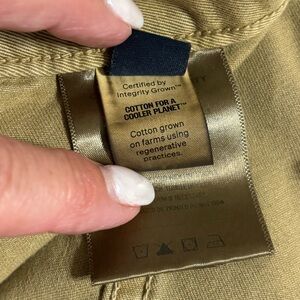 Certified by
Integrity Grown™
COTTON FOR A
COOLER PLANET™
Cotton grown
on farms using
regenerative
practices.